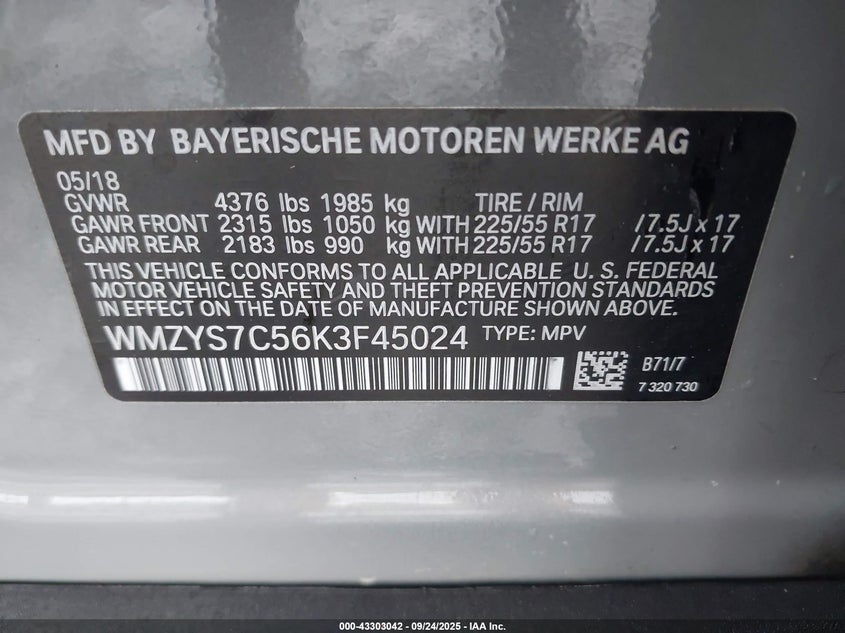 MFD BY BAYERISCHE MOTOREN WERKE AG
05/18
GVWR 4376 lbs 1985 kg TIRE / RIM
GAWR FRONT 2315 lbs 1050 kg WITH 225/55 R17 / 7.5J x 17
GAWR REAR 2183 lbs 990 kg WITH 225/55 R17 / 7.5J x 17
THIS VEHICLE CONFORMS TO ALL APPLICABLE U. S. FEDERAL
MOTOR VEHICLE SAFETY AND THEFT PREVENTION STANDARDS
IN EFFECT ON THE DATE OF MANUFACTURE SHOWN ABOVE.
WMZYS7C56K3F45024 TYPE: MPV
B71/7
7 320 730
000-43303042 - 09/24/2025 - IAA Inc.